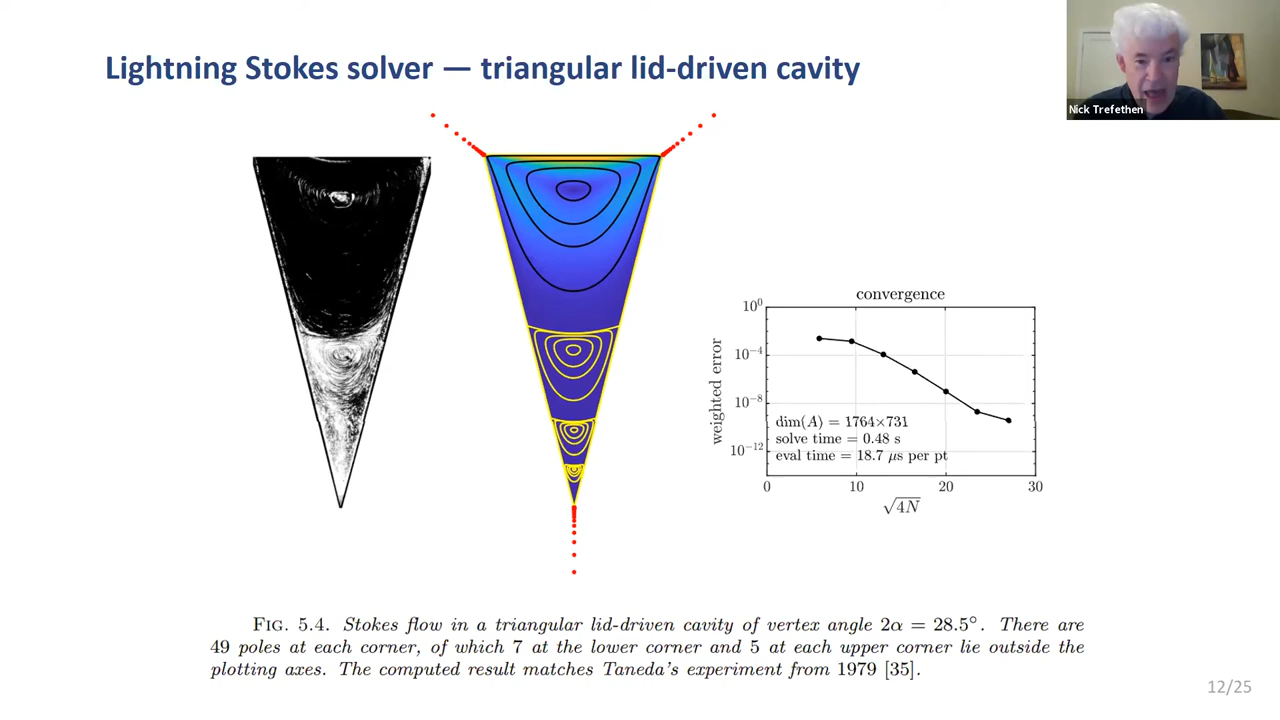 Lightning Stokes solver — triangular lid-driven cavity
Nick Trefethen
convergence
10^0
10^-4
10^-8
10^-12
weighted error
dim(A) = 1764×731
solve time = 0.48 s
eval time = 18.7 μs per pt
0 10 20 30
√4N
FIG. 5.4. Stokes flow in a triangular lid-driven cavity of vertex angle 2α = 28.5°. There are
49 poles at each corner, of which 7 at the lower corner and 5 at each upper corner lie outside the
plotting axes. The computed result matches Taneda's experiment from 1979 [35].
12/25